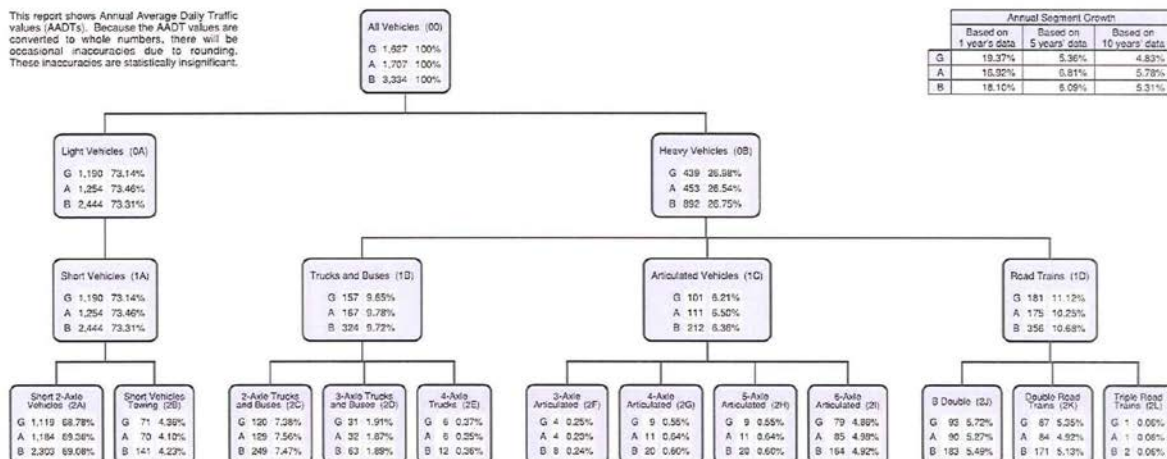 This report shows Annual Average Daily Traffic
values (AADTs). Because the AADT values are
converted to whole numbers, there will be
occasional inaccuracies due to rounding.
These inaccuracies are statistically insignificant.
All Vehicles (00)
G 1,627 100%
A 1,707 100%
B 3,334 100%
Annual Segment Growth
Based on 1 year's data Based on 5 years' data Based on 10 years' data
G 19.37% 5.36% 4.83%
A 16.92% 6.81% 5.78%
B 18.10% 6.09% 5.31%
Light Vehicles (0A)
G 1,190 73.14%
A 1,254 73.46%
B 2,444 73.31%
Heavy Vehicles (0B)
G 439 26.98%
A 453 26.54%
B 892 26.75%
Short Vehicles (1A)
G 1,190 73.14%
A 1,254 73.46%
B 2,444 73.31%
Trucks and Buses (1B)
G 157 9.65%
A 167 9.78%
B 324 9.72%
Articulated Vehicles (1C)
G 101 6.21%
A 111 6.50%
B 212 6.36%
Road Trains (1D)
G 181 11.12%
A 175 10.25%
B 356 10.68%
Short 2-Axle
Vehicles (2A)
G 1,119 68.78%
A 1,184 69.36%
B 2,303 69.08%
Short Vehicles
Towing (2B)
G 71 4.36%
A 70 4.10%
B 141 4.23%
2-Axle Trucks
and Buses (2C)
G 120 7.38%
A 129 7.56%
B 249 7.47%
3-Axle Trucks
and Buses (2D)
G 31 1.91%
A 32 1.87%
B 63 1.89%
4-Axle
Trucks (2E)
G 6 0.37%
A 6 0.35%
B 12 0.36%
3-Axle
Articulated (2F)
G 4 0.25%
A 4 0.23%
B 8 0.24%
4-Axle
Articulated (2G)
G 9 0.55%
A 11 0.64%
B 20 0.60%
5-Axle
Articulated (2H)
G 9 0.55%
A 11 0.64%
B 20 0.60%
6-Axle
Articulated (2I)
G 79 4.86%
A 85 4.98%
B 164 4.92%
B Double (2J)
G 93 5.72%
A 90 5.27%
B 183 5.49%
Double Road
Trains (2K)
G 87 5.35%
A 84 4.92%
B 171 5.13%
Triple Road
Trains (2L)
G 1 0.06%
A 1 0.06%
B 2 0.06%